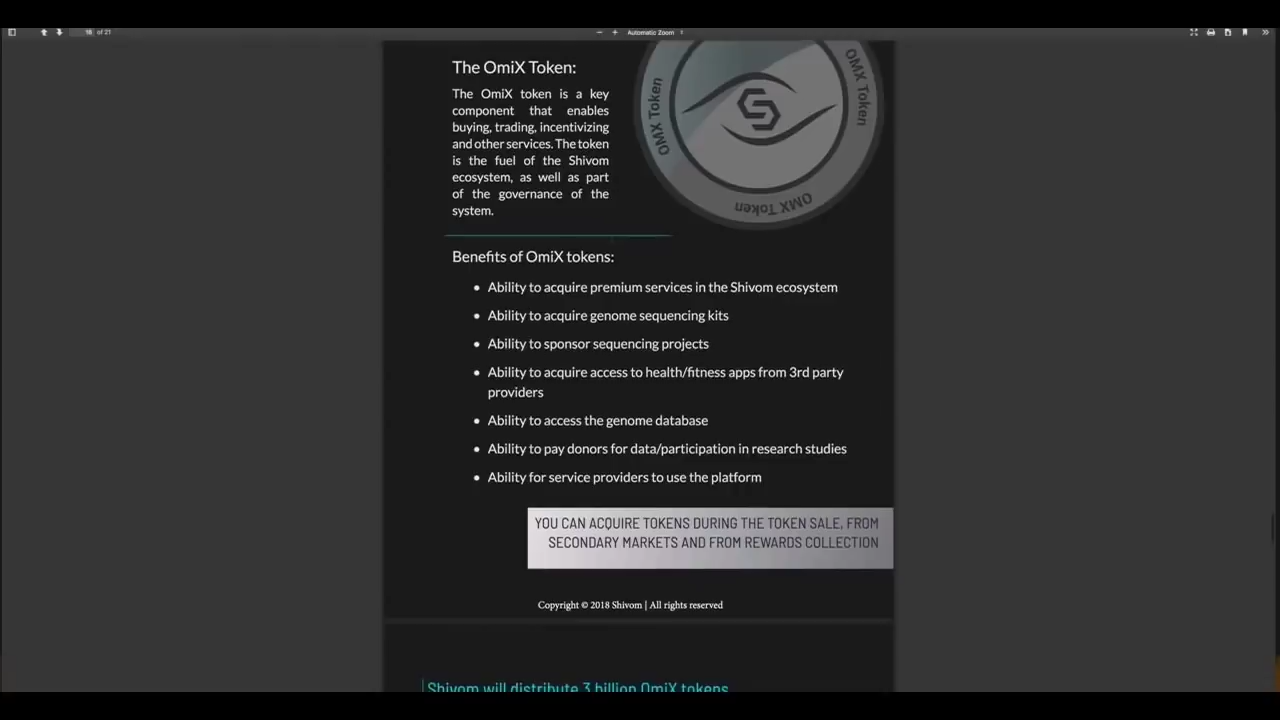 16 of 21
Automatic Zoom
The OmiX Token:
The OmiX token is a key
component that enables
buying, trading, incentivizing
and other services. The token
is the fuel of the Shivom
ecosystem, as well as part
of the governance of the
system.
OMX Token
OMX Token
OMX Token
Benefits of OmiX tokens:
• Ability to acquire premium services in the Shivom ecosystem
• Ability to acquire genome sequencing kits
• Ability to sponsor sequencing projects
• Ability to acquire access to health/fitness apps from 3rd party
providers
• Ability to access the genome database
• Ability to pay donors for data/participation in research studies
• Ability for service providers to use the platform
YOU CAN ACQUIRE TOKENS DURING THE TOKEN SALE, FROM
SECONDARY MARKETS AND FROM REWARDS COLLECTION
Copyright © 2018 Shivom | All rights reserved
Shivom will distribute 3 billion OmiX tokens